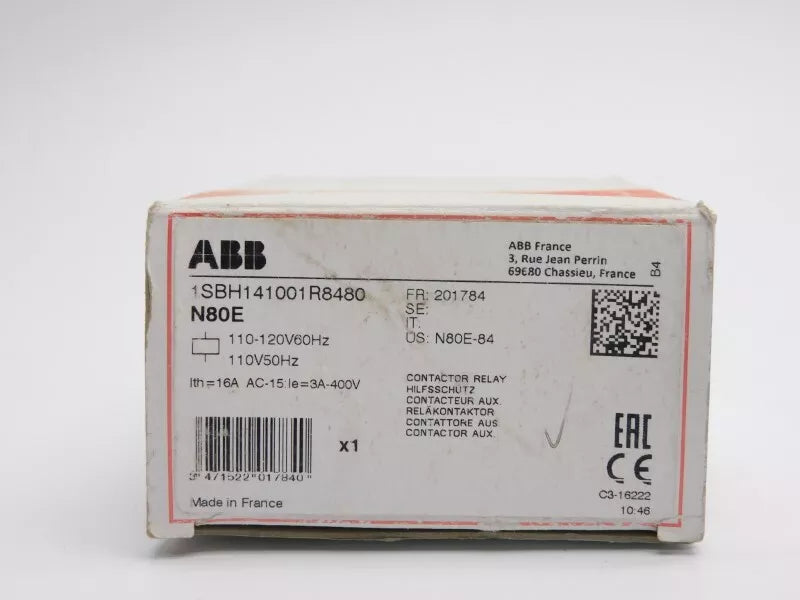 ABB
ABB France
3, Rue Jean Perrin
69680 Chassieu, France
B4
1SBH141001R8480
N80E
110-120V60Hz
110V50Hz
Ith=16A AC-15:Ie=3A-400V
FR: 201784
SE:
IT:
US: N80E-84
CONTACTOR RELAY
HILFSSCHÜTZ
CONTACTEUR AUX.
RELÄKONTAKTOR
CONTATTORE AUS.
CONTACTOR AUX.
x1
3 471522 017840
Made in France
EAC
CE
C3-16222
10:46